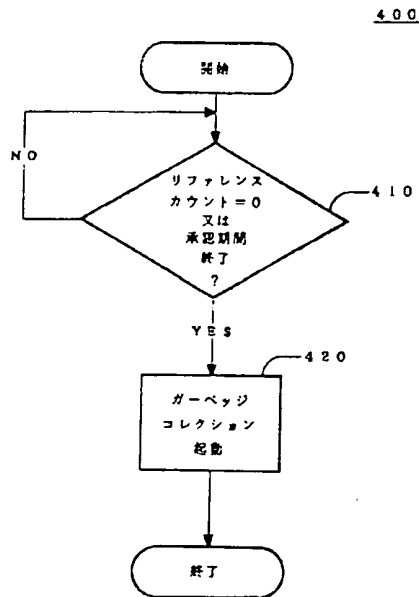 400
開始
NO
リファレンス
カウント=0
又は
承認期間
終了
?
410
YES
420
ガーベッジ
コレクション
起動
終了